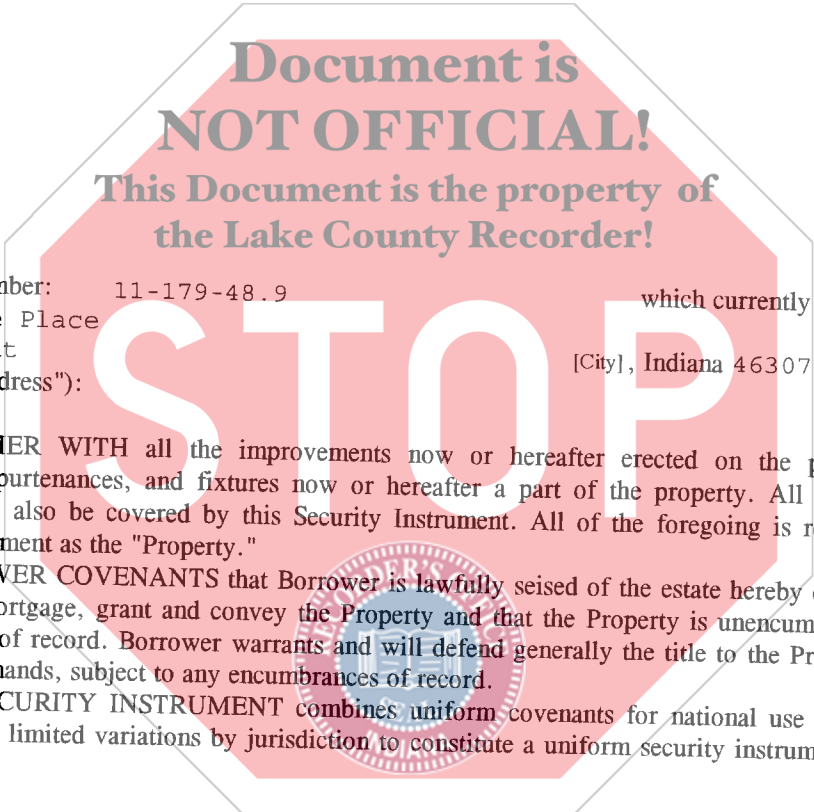 Document is
NOT OFFICIAL!
This Document is the property of
the Lake County Recorder!
nber: 11-179-48.9 which currently
Place
[City], Indiana 46307
dress"):
STOP
ER WITH all the improvements now or hereafter erected on the p
purtenances, and fixtures now or hereafter a part of the property. All
also be covered by this Security Instrument. All of the foregoing is r
ment as the "Property."
VER COVENANTS that Borrower is lawfully seised of the estate hereby
ortgage, grant and convey the Property and that the Property is unencum
of record. Borrower warrants and will defend generally the title to the Pr
nands, subject to any encumbrances of record.
CURITY INSTRUMENT combines uniform covenants for national use
limited variations by jurisdiction to constitute a uniform security instrum
RECORDER'S OFFICE
SEAL
INDIANA